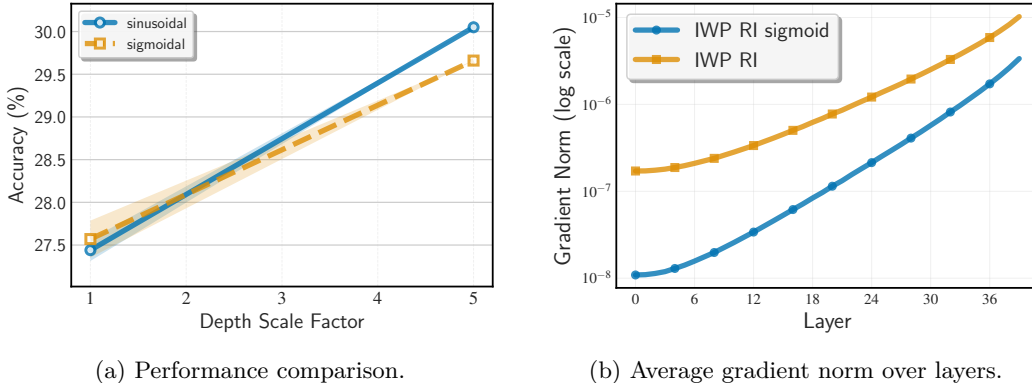 sinusoidal
sigmoidal
30.0
29.5
29.0
28.5
28.0
27.5
Accuracy (%)
1
2
3
4
5
Depth Scale Factor
(a) Performance comparison.
IWP RI sigmoid
IWP RI
10⁻⁵
10⁻⁶
10⁻⁷
10⁻⁸
Gradient Norm (log scale)
0
6
12
18
24
30
36
Layer
(b) Average gradient norm over layers.